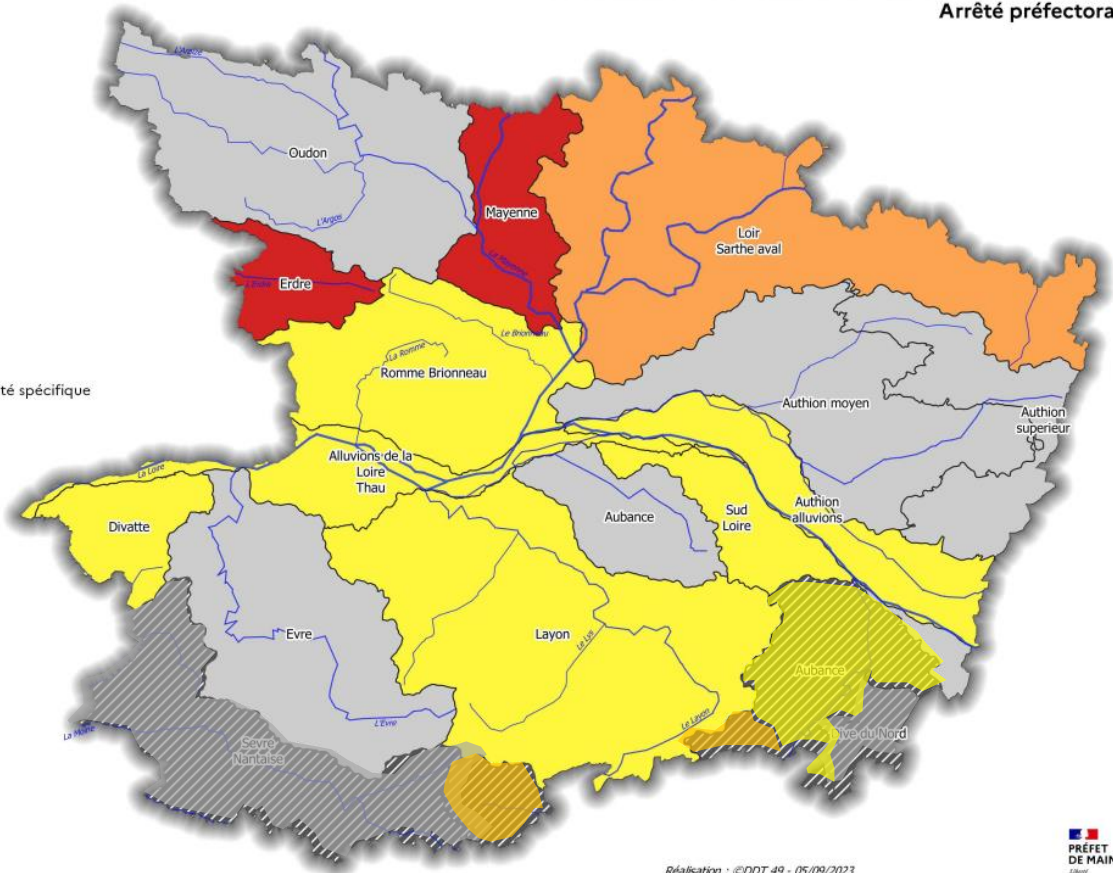 Arrêté préfectora
L'Araize
Oudon
L'Argos
Mayenne
La Mayenne
Loir
Sarthe aval
L'Erdre
Erdre
Le Brionneau
La Romme
Romme Brionneau
té spécifique
Authion moyen
Authion
superieur
Alluvions de la
Loire
Thau
La Loire
Divatte
Aubance
Sud
Loire
Authion
alluvions
Evre
Layon
Le Lys
Aubance
L'Evre
Le Layon
La Moine
Sèvre
Nantaise
Dive du Nord
Réalisation : ©DDT 49 - 05/09/2023
PRÉFET
DE MAIN